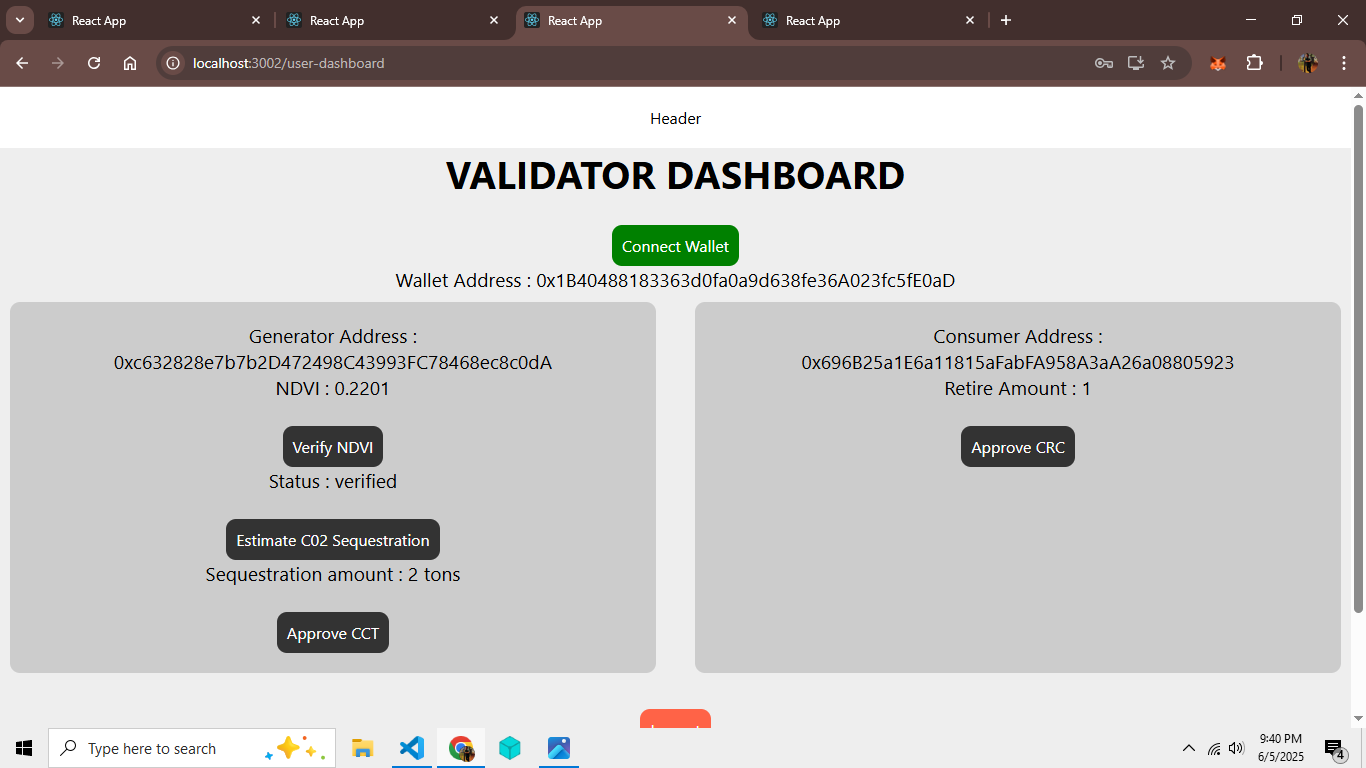 React App
React App
React App
React App
localhost:3002/user-dashboard
Header
VALIDATOR DASHBOARD
Connect Wallet
Wallet Address : 0x1B40488183363d0fa0a9d638fe36A023fc5fE0aD
Generator Address :
0xc632828e7b7b2D472498C43993FC78468ec8c0dA
NDVI : 0.2201
Verify NDVI
Status : verified
Estimate C02 Sequestration
Sequestration amount : 2 tons
Approve CCT
Consumer Address :
0x696B25a1E6a11815aFabFA958A3aA26a08805923
Retire Amount : 1
Approve CRC
Type here to search
9:40 PM
6/5/2025
4